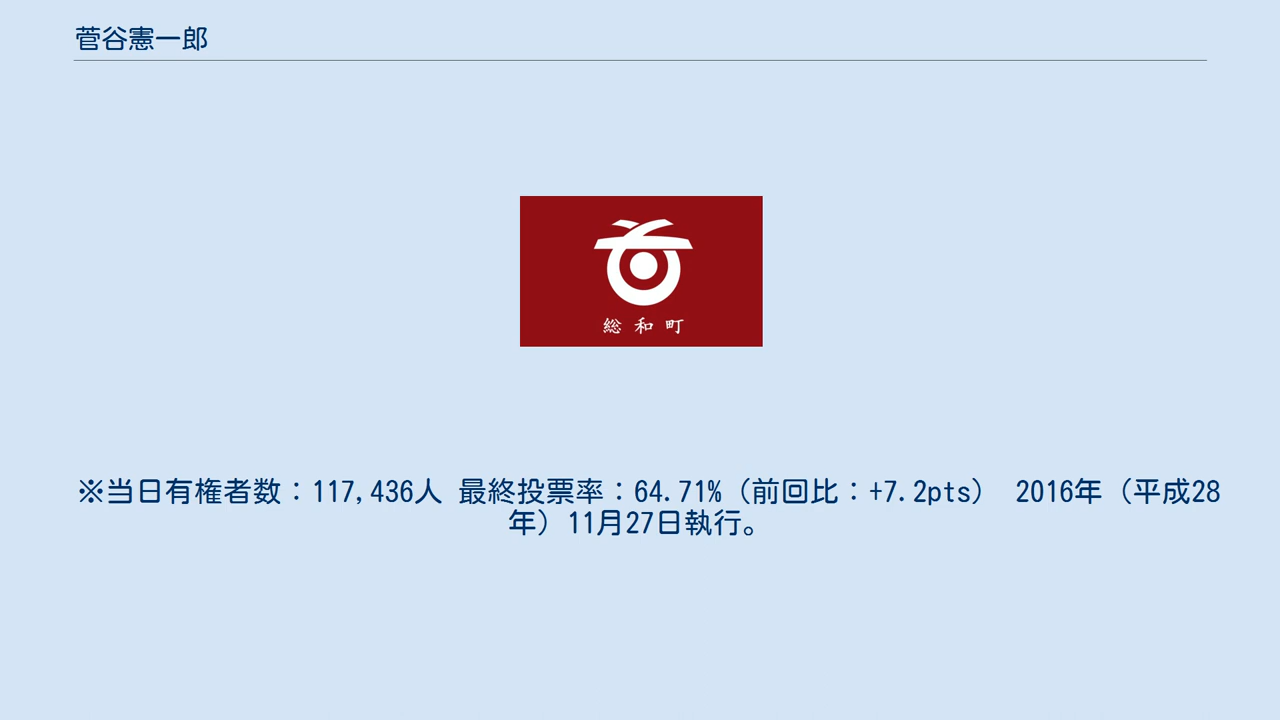 菅谷憲一郎
総和町
※当日有権者数：117,436人 最終投票率：64.71%（前回比：+7.2pts） 2016年（平成28
年）11月27日執行。